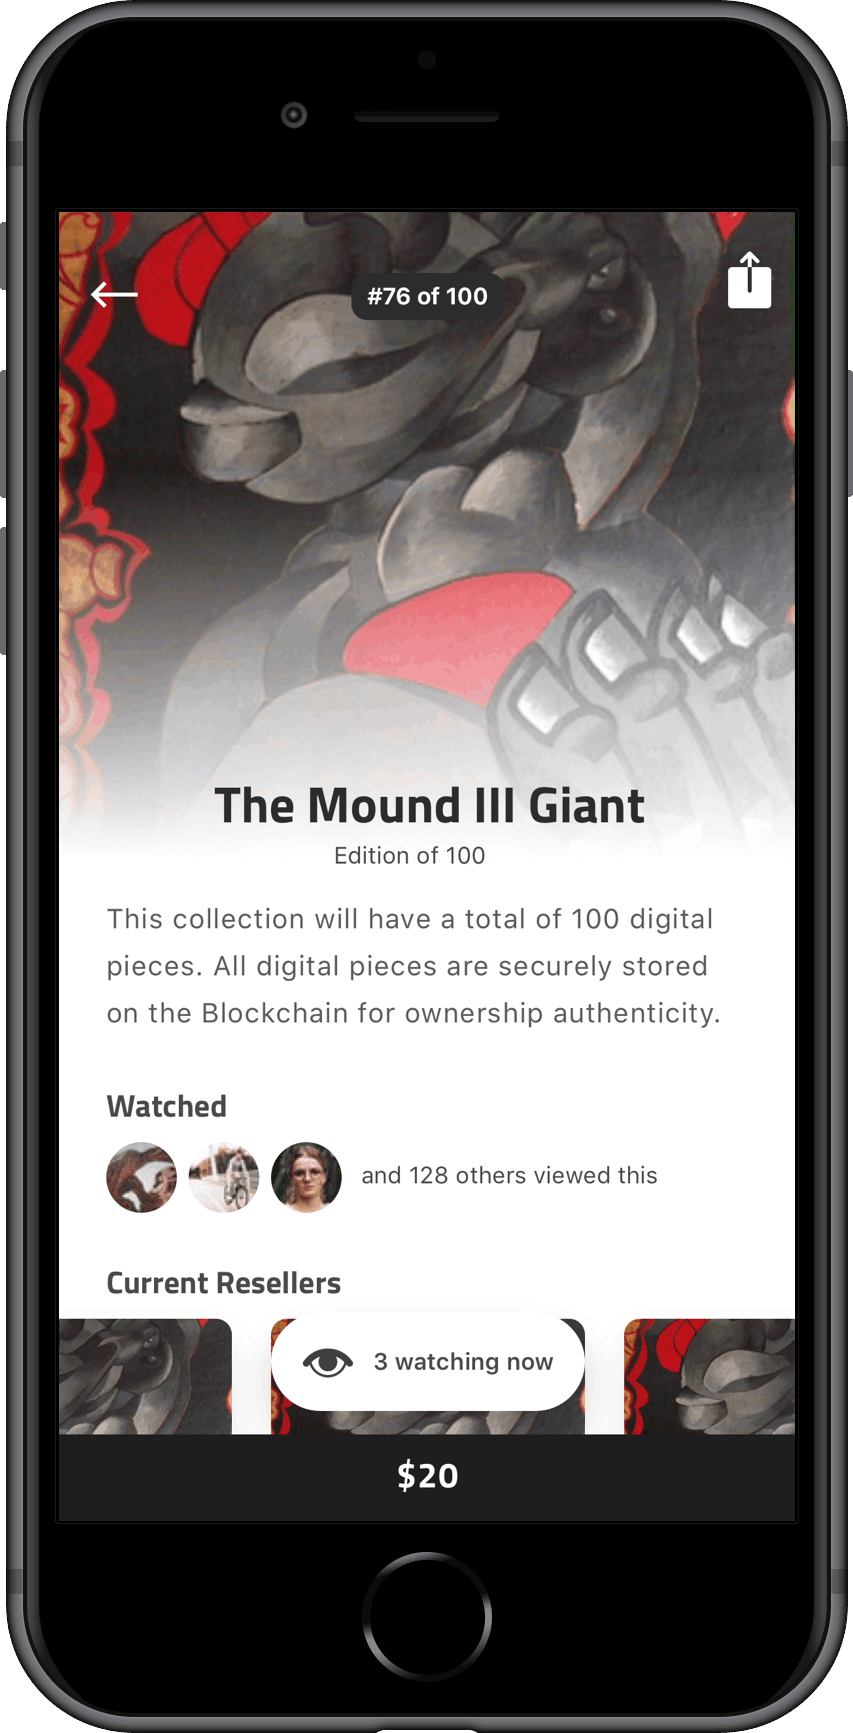 #76 of 100
The Mound III Giant
Edition of 100
This collection will have a total of 100 digital
pieces. All digital pieces are securely stored
on the Blockchain for ownership authenticity.
Watched
and 128 others viewed this
Current Resellers
3 watching now
$20